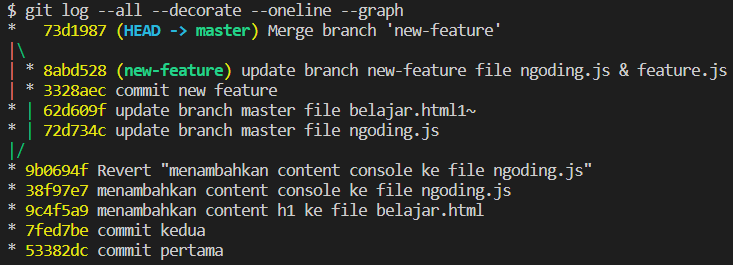 $ git log --all --decorate --oneline --graph
*   73d1987 (HEAD -> master) Merge branch 'new-feature'
|\
| * 8abd528 (new-feature) update branch new-feature file ngoding.js & feature.js
| * 3328aec commit new feature
* | 62d609f update branch master file belajar.html1~
* | 72d734c update branch master file ngoding.js
|/
* 9b0694f Revert "menambahkan content console ke file ngoding.js"
* 38f97e7 menambahkan content console ke file ngoding.js
* 9c4f5a9 menambahkan content h1 ke file belajar.html
* 7fed7be commit kedua
* 53382dc commit pertama